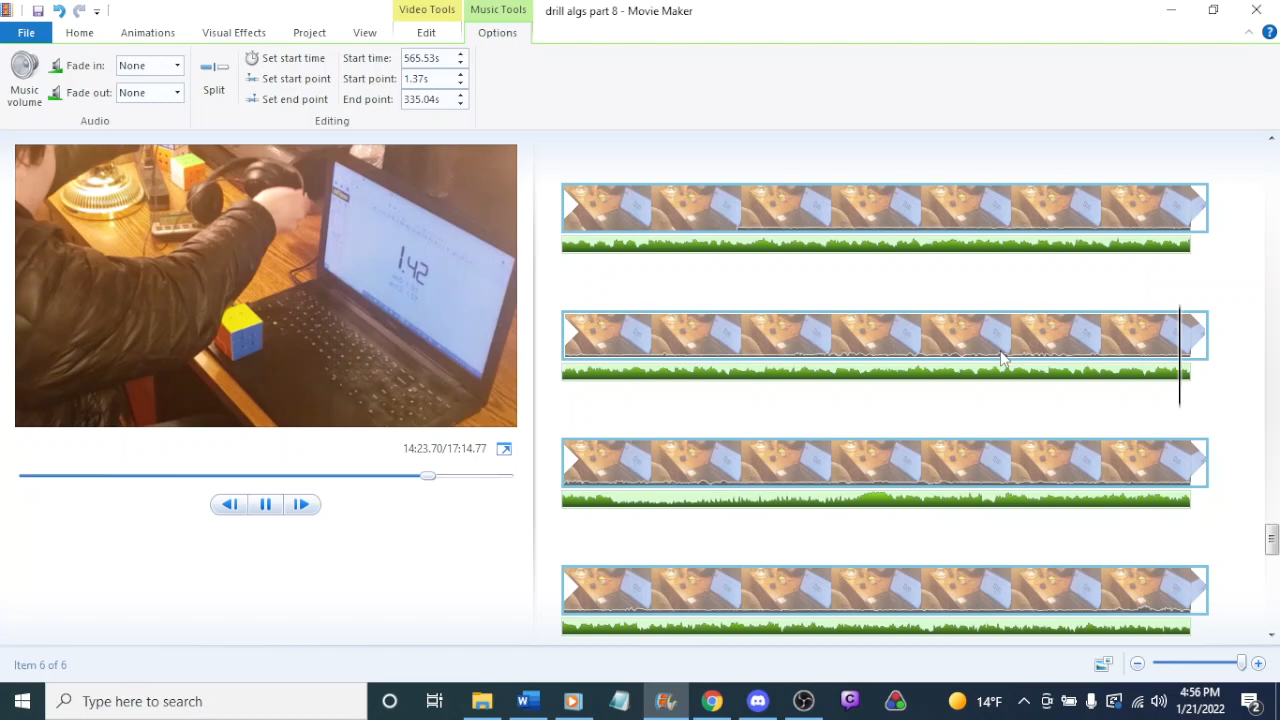 Video Tools
Music Tools
drill algs part 8 - Movie Maker
File
Home
Animations
Visual Effects
Project
View
Edit
Options
Music volume
Fade in:
None
Fade out:
None
Split
Set start time
Set start point
Set end point
Start time:
565.53s
Start point:
1.37s
End point:
335.04s
Audio
Editing
1.42
14:23.70/17:14.77
Item 6 of 6
Type here to search
14°F
4:56 PM
1/21/2022
2